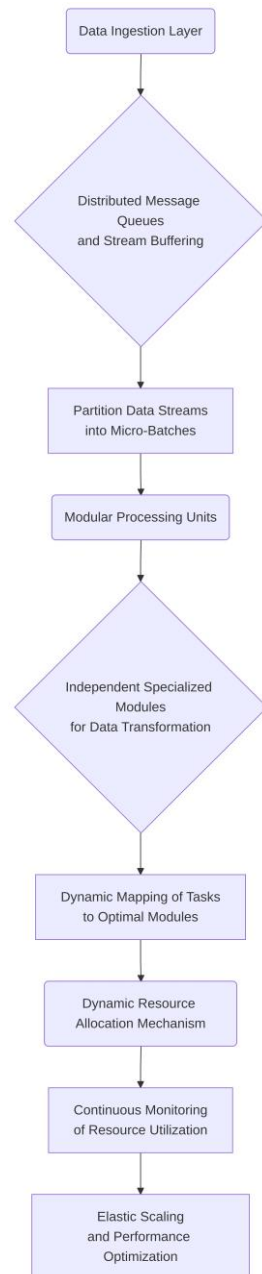 Data Ingestion Layer
Distributed Message
Queues
and Stream Buffering
Partition Data Streams
into Micro-Batches
Modular Processing Units
Independent Specialized
Modules
for Data Transformation
Dynamic Mapping of Tasks
to Optimal Modules
Dynamic Resource
Allocation Mechanism
Continuous Monitoring
of Resource Utilization
Elastic Scaling
and Performance
Optimization